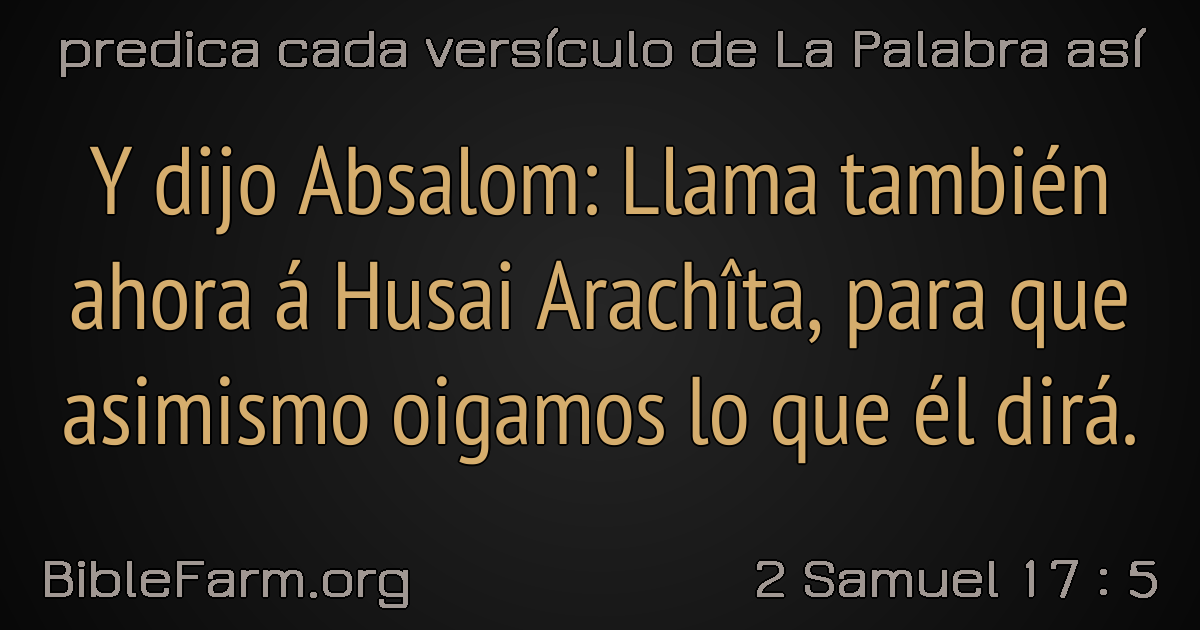 predica cada versículo de La Palabra así
Y dijo Absalom: Llama también
ahora á Husai Arachîta, para que
asimismo oigamos lo que él dirá.
BibleFarm.org
2 Samuel 17 : 5